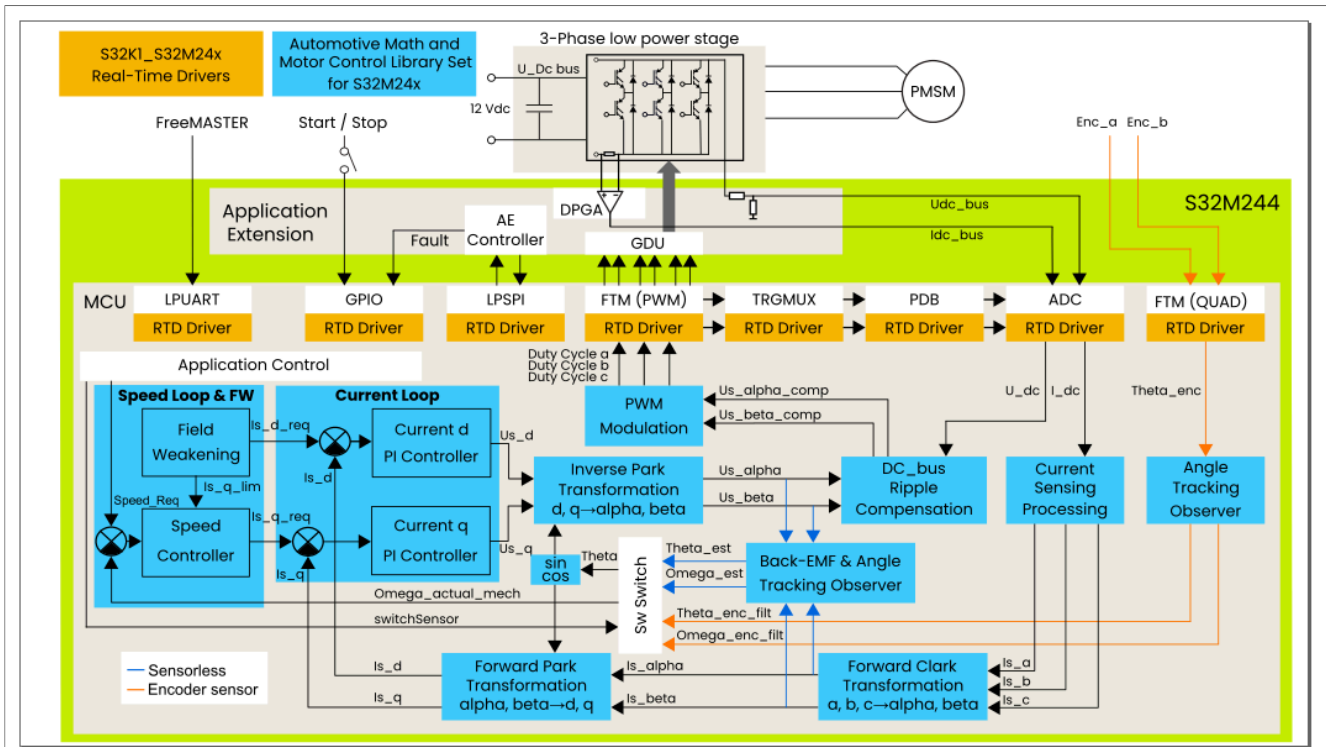 S32K1_S32M24x
Real-Time Drivers
Automotive Math and
Motor Control Library Set
for S32M24x
3-Phase low power stage
U_Dc bus
12 Vdc
PMSM
FreeMASTER
Start / Stop
Enc_a
Enc_b
S32M244
Application
Extension
Fault
AE
Controller
DPGA
+
-
GDU
Udc_bus
Idc_bus
MCU
LPUART
RTD Driver
GPIO
RTD Driver
LPSPI
RTD Driver
FTM (PWM)
RTD Driver
TRGMUX
RTD Driver
PDB
RTD Driver
ADC
RTD Driver
FTM (QUAD)
RTD Driver
Application Control
Duty Cycle a
Duty Cycle b
Duty Cycle c
U_dc
I_dc
Theta_enc
Speed Loop & FW
Field
Weakening
Is_d_req
Is_q_lim
Speed_Req
Speed
Controller
Is_q_req
Current Loop
Current d
PI Controller
Us_d
Is_d
Current q
PI Controller
Us_q
Is_q
PWM
Modulation
Us_alpha_comp
Us_beta_comp
Inverse Park
Transformation
d, q→alpha, beta
Us_alpha
Us_beta
DC_bus
Ripple
Compensation
Current
Sensing
Processing
Angle
Tracking
Observer
sin
cos
Theta
Sw Switch
Theta_est
Omega_est
Back-EMF & Angle
Tracking Observer
Omega_actual_mech
switchSensor
Theta_enc_filt
Omega_enc_filt
Sensorless
Encoder sensor
Is_d
Is_q
Forward Park
Transformation
alpha, beta→d, q
Is_alpha
Is_beta
Forward Clark
Transformation
a, b, c→alpha, beta
Is_a
Is_b
Is_c